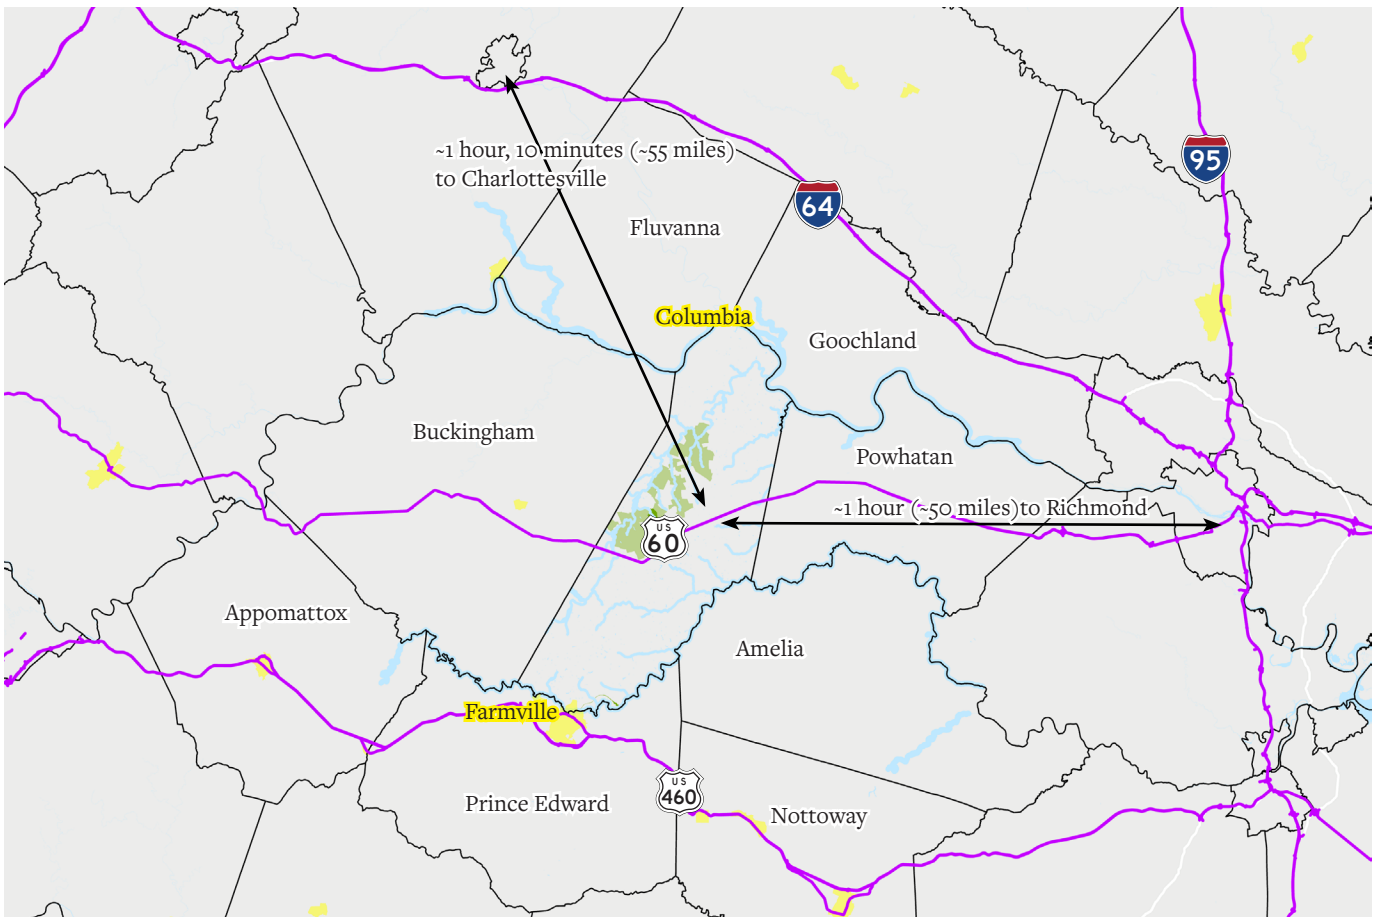 ~1 hour, 10 minutes (~55 miles)
to Charlottesville
95
64
Fluvanna
Columbia
Goochland
Buckingham
Powhatan
~1 hour (~50 miles)to Richmond
US
60
Appomattox
Amelia
Farmville
US
460
Prince Edward
Nottoway